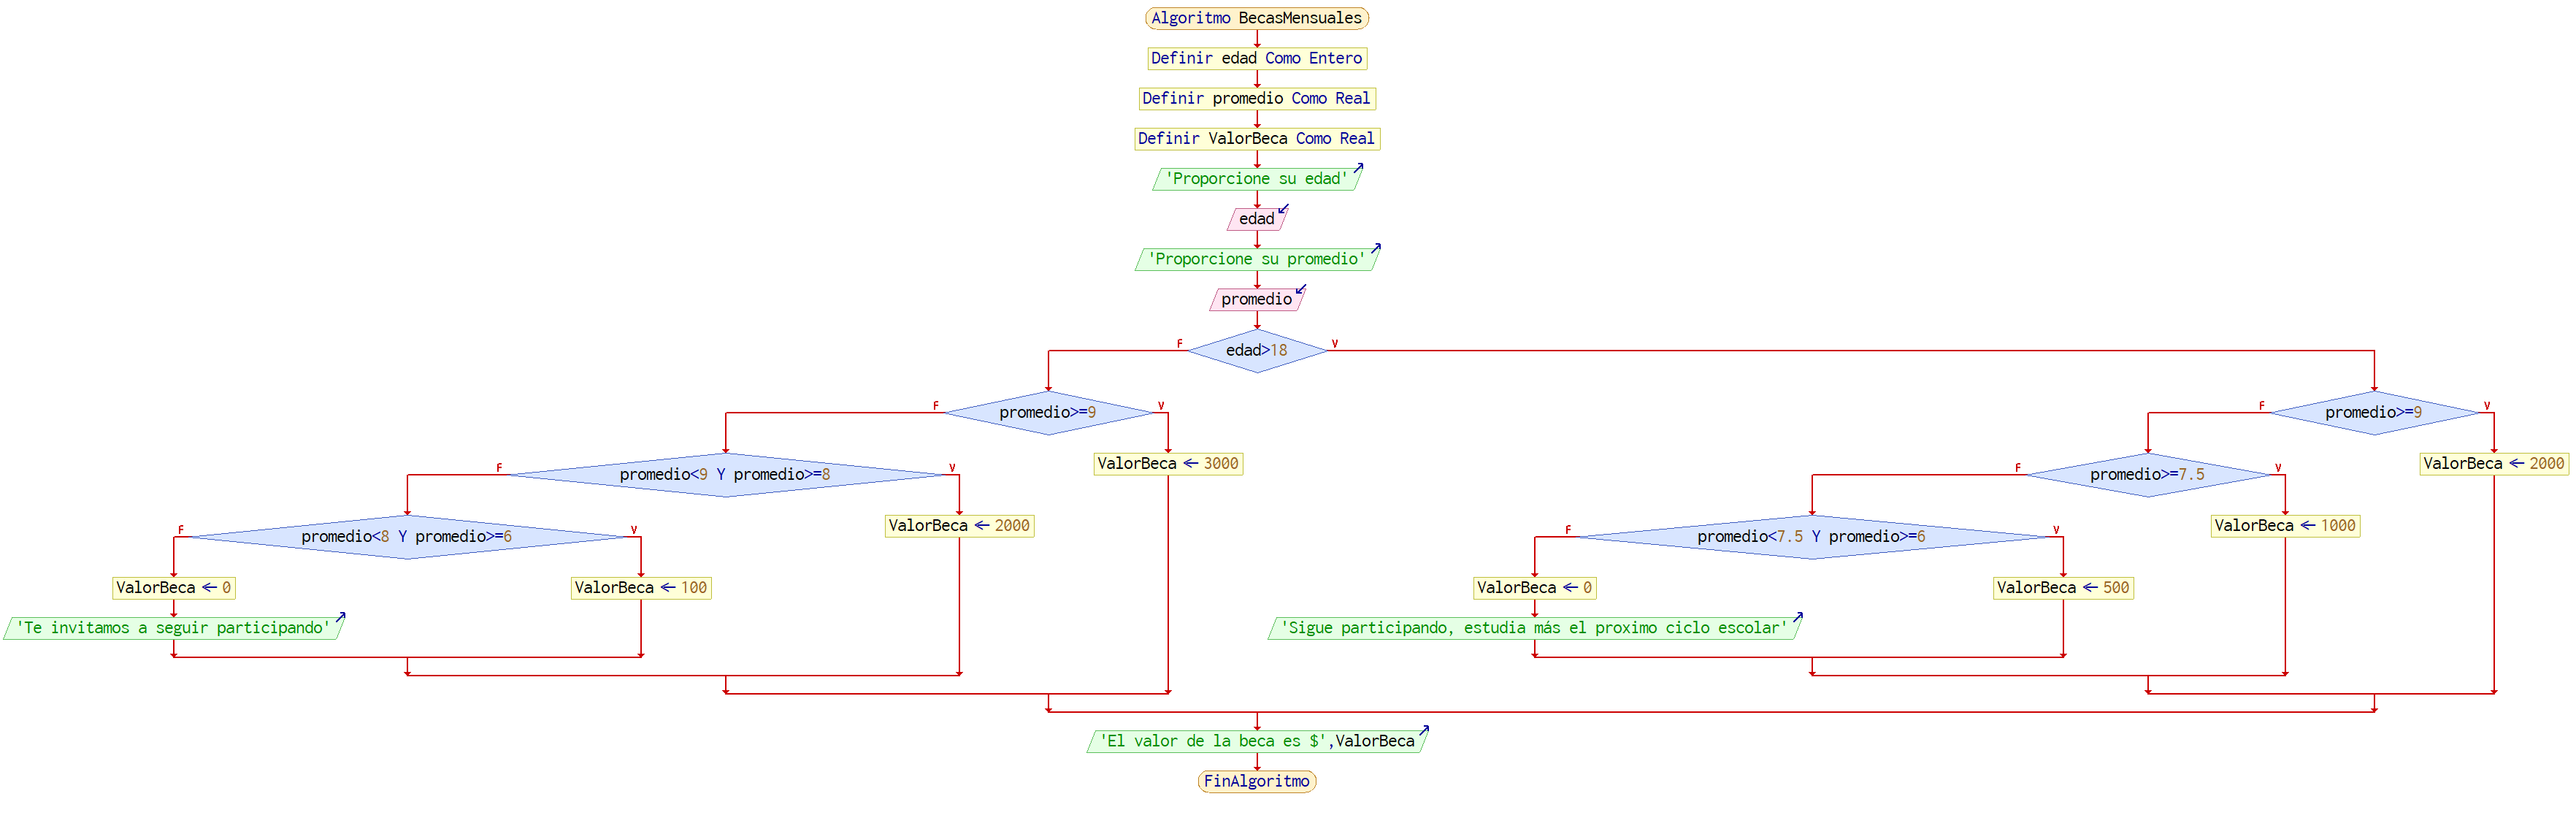 Algoritmo BecasMensuales
Definir edad Como Entero
Definir promedio Como Real
Definir ValorBeca Como Real
'Proporcione su edad'
edad
'Proporcione su promedio'
promedio
F edad>18 V
F promedio>=9 V
F promedio>=9 V
F promedio<9 Y promedio>=8 V
ValorBeca ← 3000
F promedio>=7.5 V
ValorBeca ← 2000
F promedio<8 Y promedio>=6 V
ValorBeca ← 2000
F promedio<7.5 Y promedio>=6 V
ValorBeca ← 1000
ValorBeca ← 0
ValorBeca ← 100
ValorBeca ← 0
ValorBeca ← 500
'Te invitamos a seguir participando'
'Sigue participando, estudia más el proximo ciclo escolar'
'El valor de la beca es $',ValorBeca
FinAlgoritmo